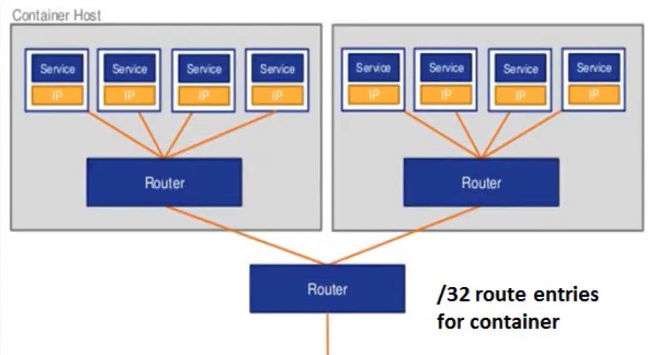 Container Host
Service Service Service Service
IP IP IP IP
Router
Service Service Service Service
IP IP IP IP
Router
Router
/32 route entries
for container